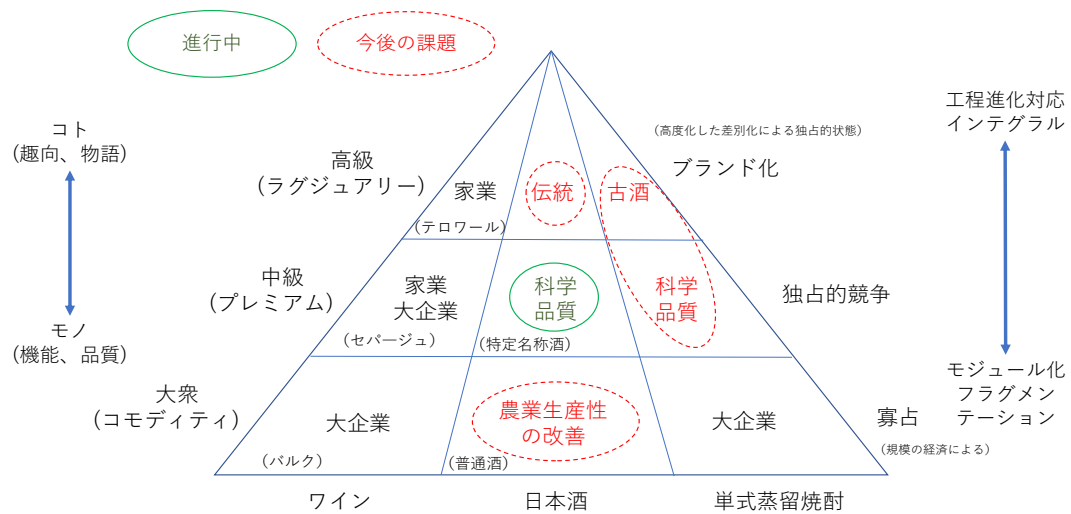 進行中
今後の課題
コト
(趣向、物語)
モノ
(機能、品質)
高級
(ラグジュアリー)
中級
(プレミアム)
大衆
(コモディティ)
家業
(テロワール)
伝統
古酒
家業
大企業
(セパージュ)
科学
品質
(特定名称酒)
科学
品質
大企業
(バルク)
農業生産性
の改善
(普通酒)
大企業
ワイン
日本酒
単式蒸留焼酎
(高度化した差別化による独占的状態)
ブランド化
独占的競争
寡占
(規模の経済による)
工程進化対応
インテグラル
モジュール化
フラグメン
テーション